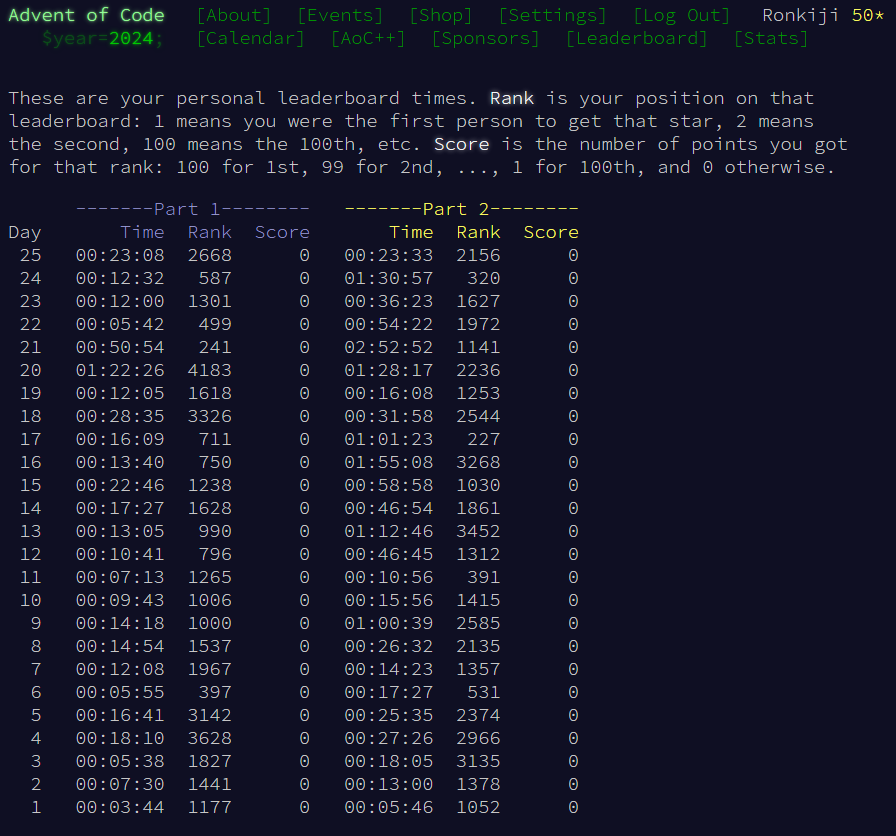 Advent of Code [About] [Events] [Shop] [Settings] [Log Out] Ronkiji 50*
$year=2024; [Calendar] [AoC++] [Sponsors] [Leaderboard] [Stats]
These are your personal leaderboard times. Rank is your position on that
leaderboard: 1 means you were the first person to get that star, 2 means
the second, 100 means the 100th, etc. Score is the number of points you got
for that rank: 100 for 1st, 99 for 2nd, ..., 1 for 100th, and 0 otherwise.
-------Part 1-------- -------Part 2--------
Day Time Rank Score Time Rank Score
25 00:23:08 2668 0 00:23:33 2156 0
24 00:12:32 587 0 01:30:57 320 0
23 00:12:00 1301 0 00:36:23 1627 0
22 00:05:42 499 0 00:54:22 1972 0
21 00:50:54 241 0 02:52:52 1141 0
20 01:22:26 4183 0 01:28:17 2236 0
19 00:12:05 1618 0 00:16:08 1253 0
18 00:28:35 3326 0 00:31:58 2544 0
17 00:16:09 711 0 01:01:23 227 0
16 00:13:40 750 0 01:55:08 3268 0
15 00:22:46 1238 0 00:58:58 1030 0
14 00:17:27 1628 0 00:46:54 1861 0
13 00:13:05 990 0 01:12:46 3452 0
12 00:10:41 796 0 00:46:45 1312 0
11 00:07:13 1265 0 00:10:56 391 0
10 00:09:43 1006 0 00:15:56 1415 0
9 00:14:18 1000 0 01:00:39 2585 0
8 00:14:54 1537 0 00:26:32 2135 0
7 00:12:08 1967 0 00:14:23 1357 0
6 00:05:55 397 0 00:17:27 531 0
5 00:16:41 3142 0 00:25:35 2374 0
4 00:18:10 3628 0 00:27:26 2966 0
3 00:05:38 1827 0 00:18:05 3135 0
2 00:07:30 1441 0 00:13:00 1378 0
1 00:03:44 1177 0 00:05:46 1052 0